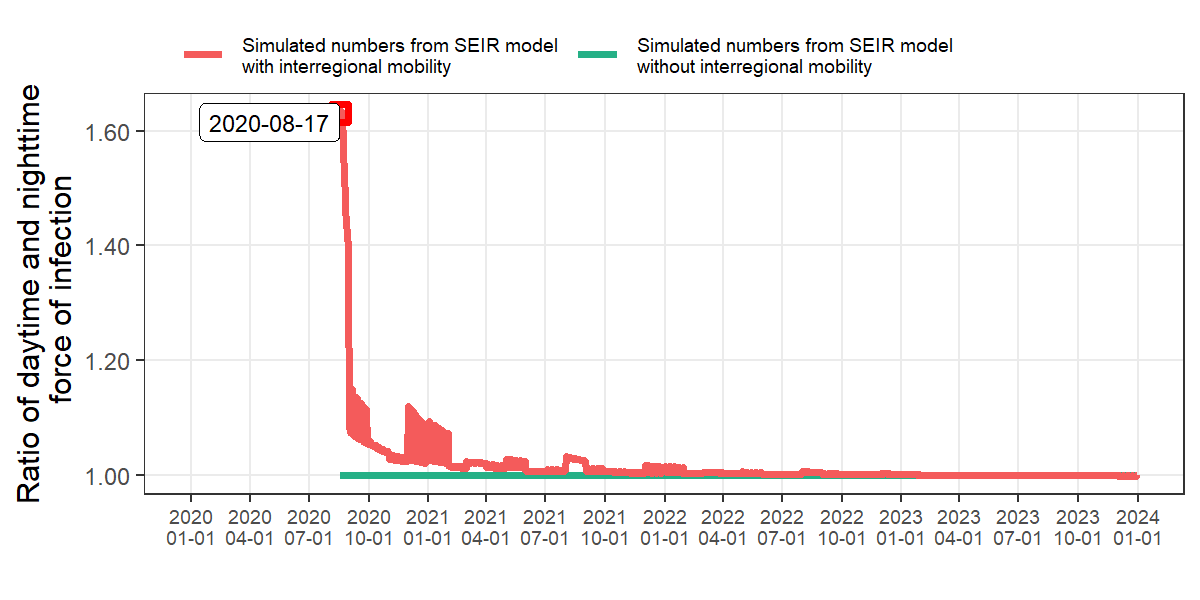 Simulated numbers from SEIR model
with interregional mobility
Simulated numbers from SEIR model
without interregional mobility
Ratio of daytime and nighttime
force of infection
2020-08-17
1.60
1.40
1.20
1.00
2020 2020 2020 2020 2021 2021 2021 2021 2022 2022 2022 2022 2023 2023 2023 2023 2024
01-01 04-01 07-01 10-01 01-01 04-01 07-01 10-01 01-01 04-01 07-01 10-01 01-01 04-01 07-01 10-01 01-01